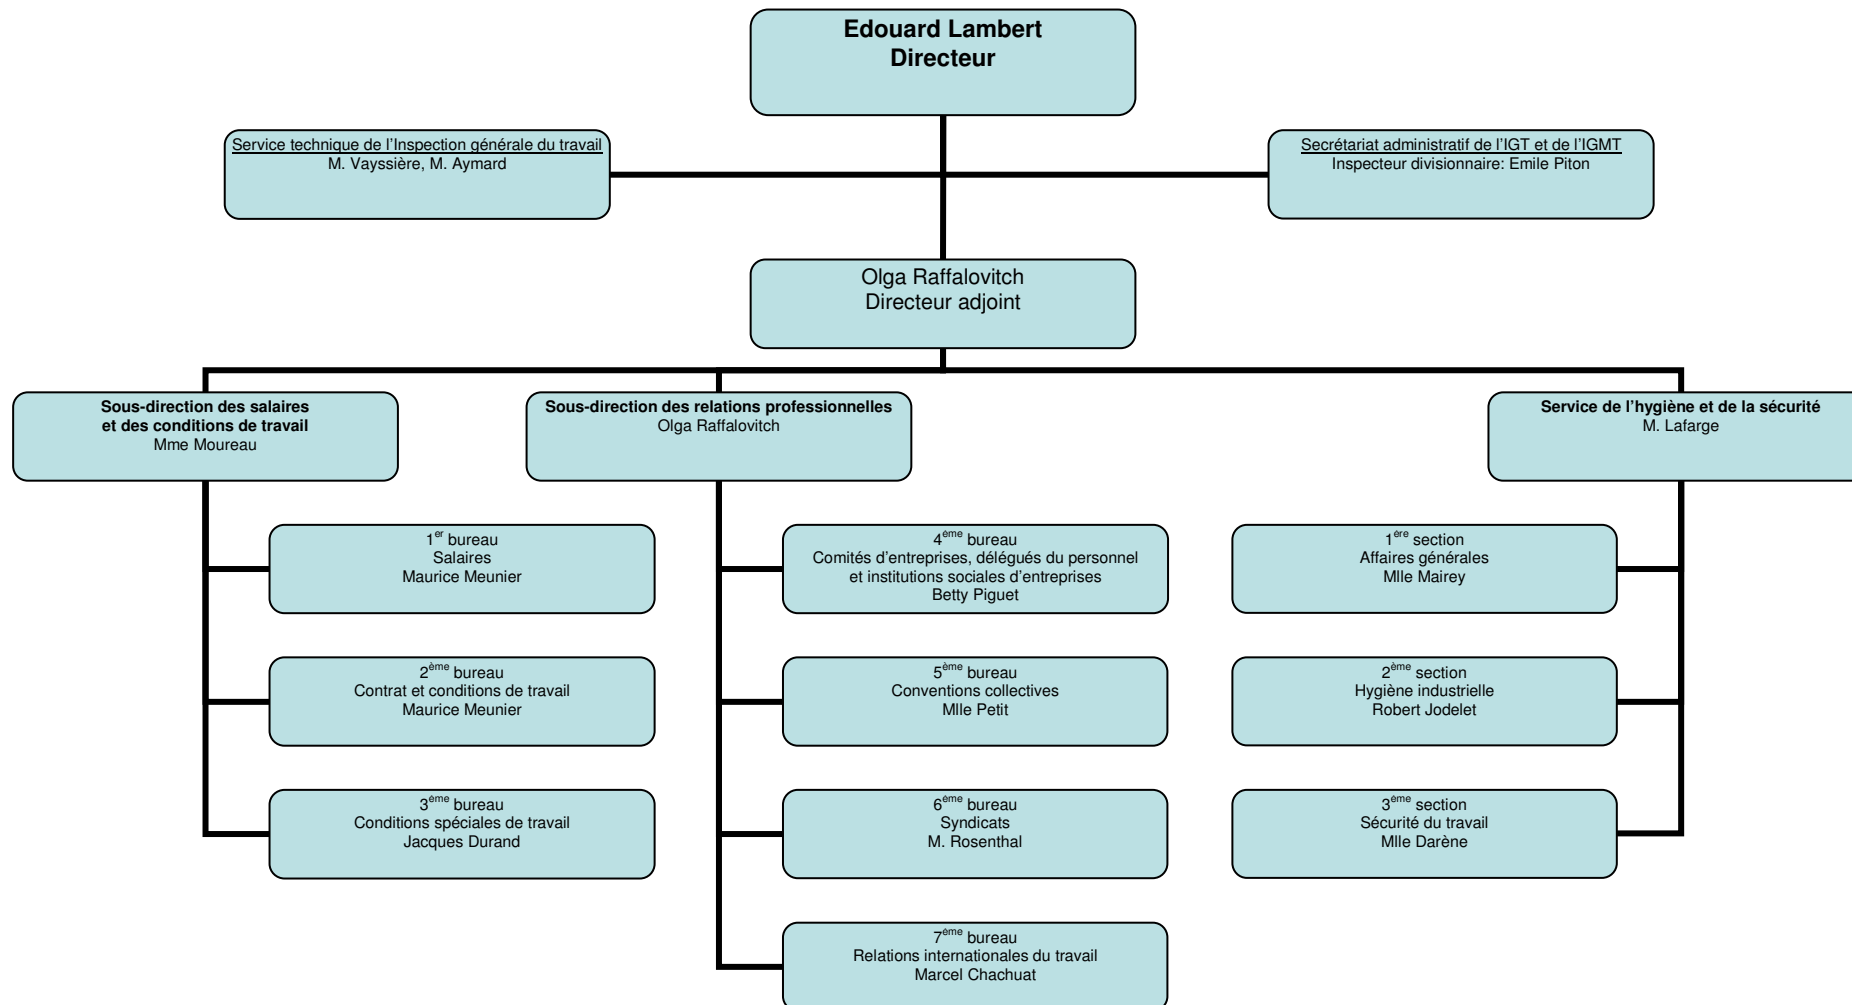 Edouard Lambert
Directeur
Service technique de l'Inspection générale du travail
M. Vayssière, M. Aymard
Secrétariat administratif de l'IGT et de l'IGMT
Inspecteur divisionnaire: Emile Piton
Olga Raffalovitch
Directeur adjoint
Sous-direction des salaires
et des conditions de travail
Mme Moureau
Sous-direction des relations professionnelles
Olga Raffalovitch
Service de l'hygiène et de la sécurité
M. Lafarge
1er bureau
Salaires
Maurice Meunier
2ème bureau
Contrat et conditions de travail
Maurice Meunier
3ème bureau
Conditions spéciales de travail
Jacques Durand
4ème bureau
Comités d'entreprises, délégués du personnel
et institutions sociales d'entreprises
Betty Piguet
5ème bureau
Conventions collectives
Mlle Petit
6ème bureau
Syndicats
M. Rosenthal
7ème bureau
Relations internationales du travail
Marcel Chachuat
1ère section
Affaires générales
Mlle Mairey
2ème section
Hygiène industrielle
Robert Jodelet
3ème section
Sécurité du travail
Mlle Darène